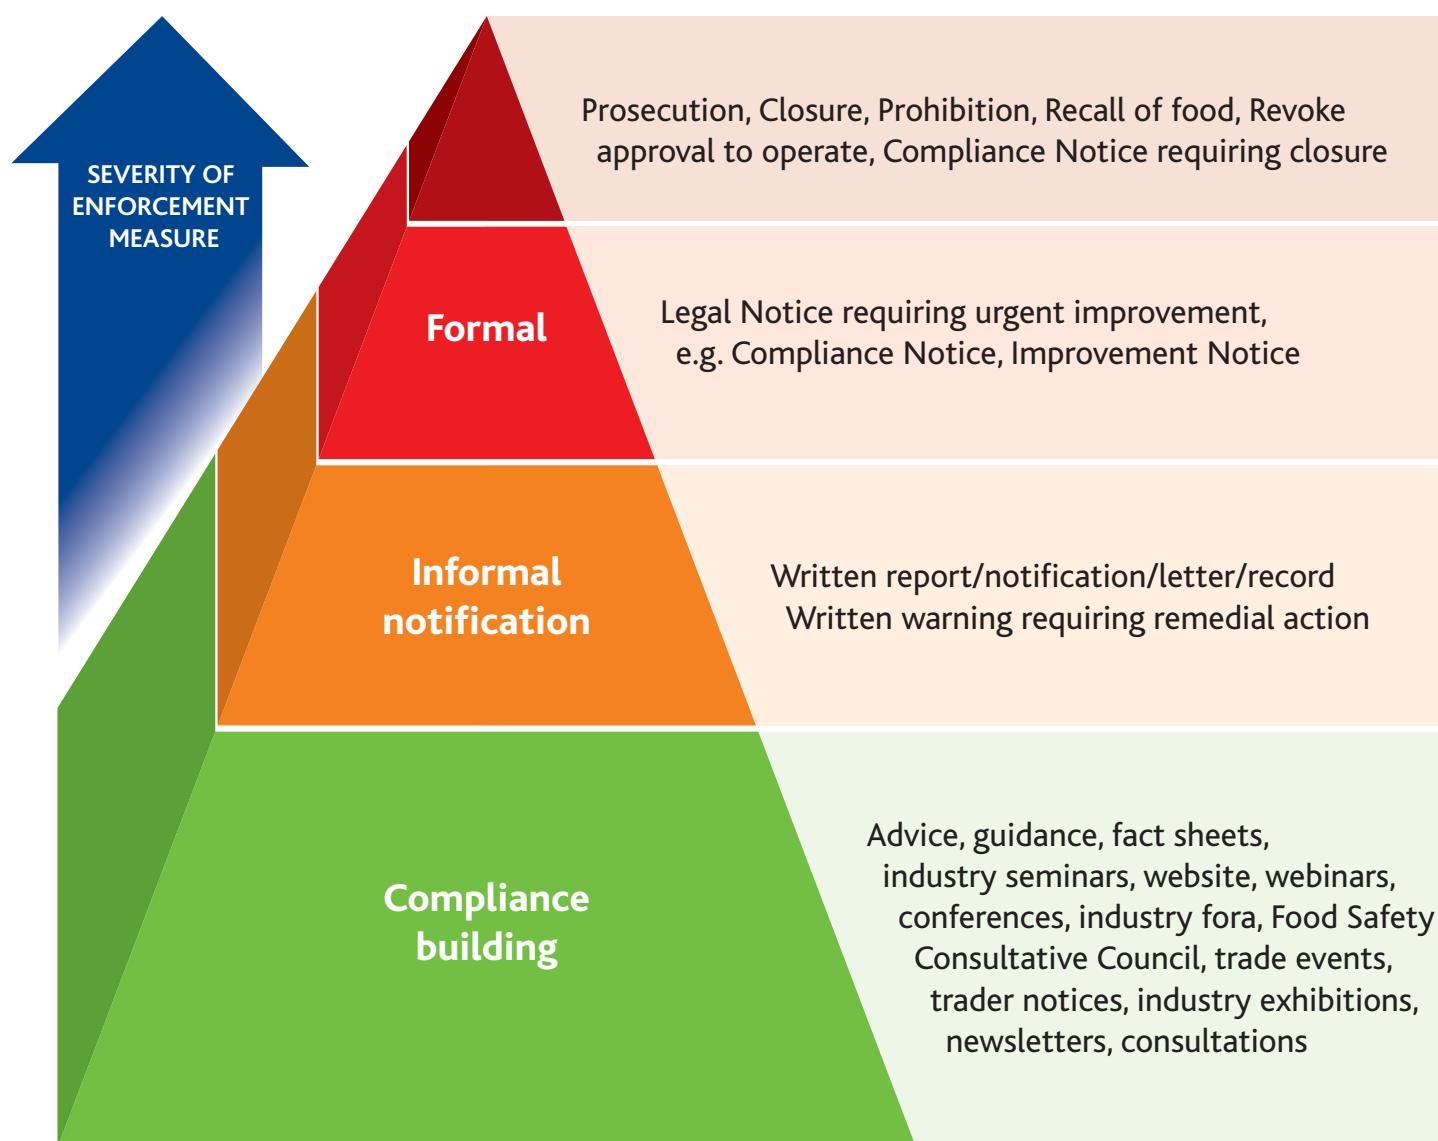 SEVERITY OF
ENFORCEMENT
MEASURE
Prosecution, Closure, Prohibition, Recall of food, Revoke
approval to operate, Compliance Notice requiring closure
Formal
Legal Notice requiring urgent improvement,
e.g. Compliance Notice, Improvement Notice
Informal
notification
Written report/notification/letter/record
Written warning requiring remedial action
Compliance
building
Advice, guidance, fact sheets,
industry seminars, website, webinars,
conferences, industry fora, Food Safety
Consultative Council, trade events,
trader notices, industry exhibitions,
newsletters, consultations